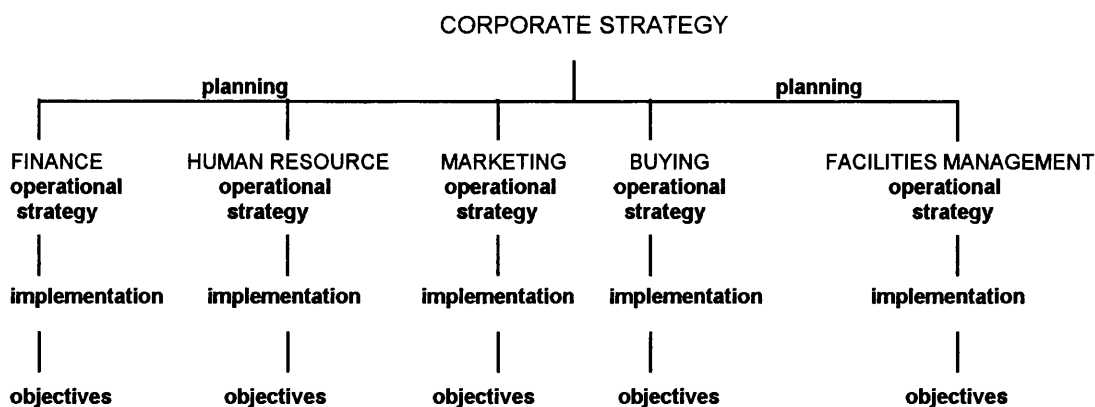 CORPORATE STRATEGY
planning planning
FINANCE HUMAN RESOURCE MARKETING BUYING FACILITIES MANAGEMENT
operational operational operational operational operational
strategy strategy strategy strategy strategy
implementation implementation implementation implementation implementation
objectives objectives objectives objectives objectives